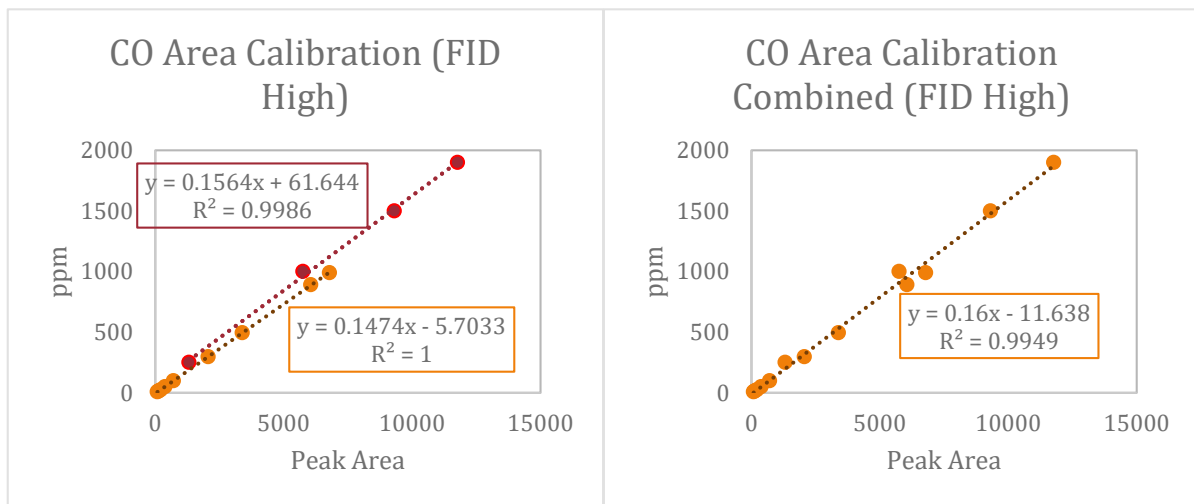 CO Area Calibration (FID
High)
2000
1500
1000
500
0
ppm
y = 0.1564x + 61.644
R² = 0.9986
y = 0.1474x - 5.7033
R² = 1
0 5000 10000 15000
Peak Area
CO Area Calibration
Combined (FID High)
2000
1500
1000
500
0
ppm
y = 0.16x - 11.638
R² = 0.9949
0 5000 10000 15000
Peak Area